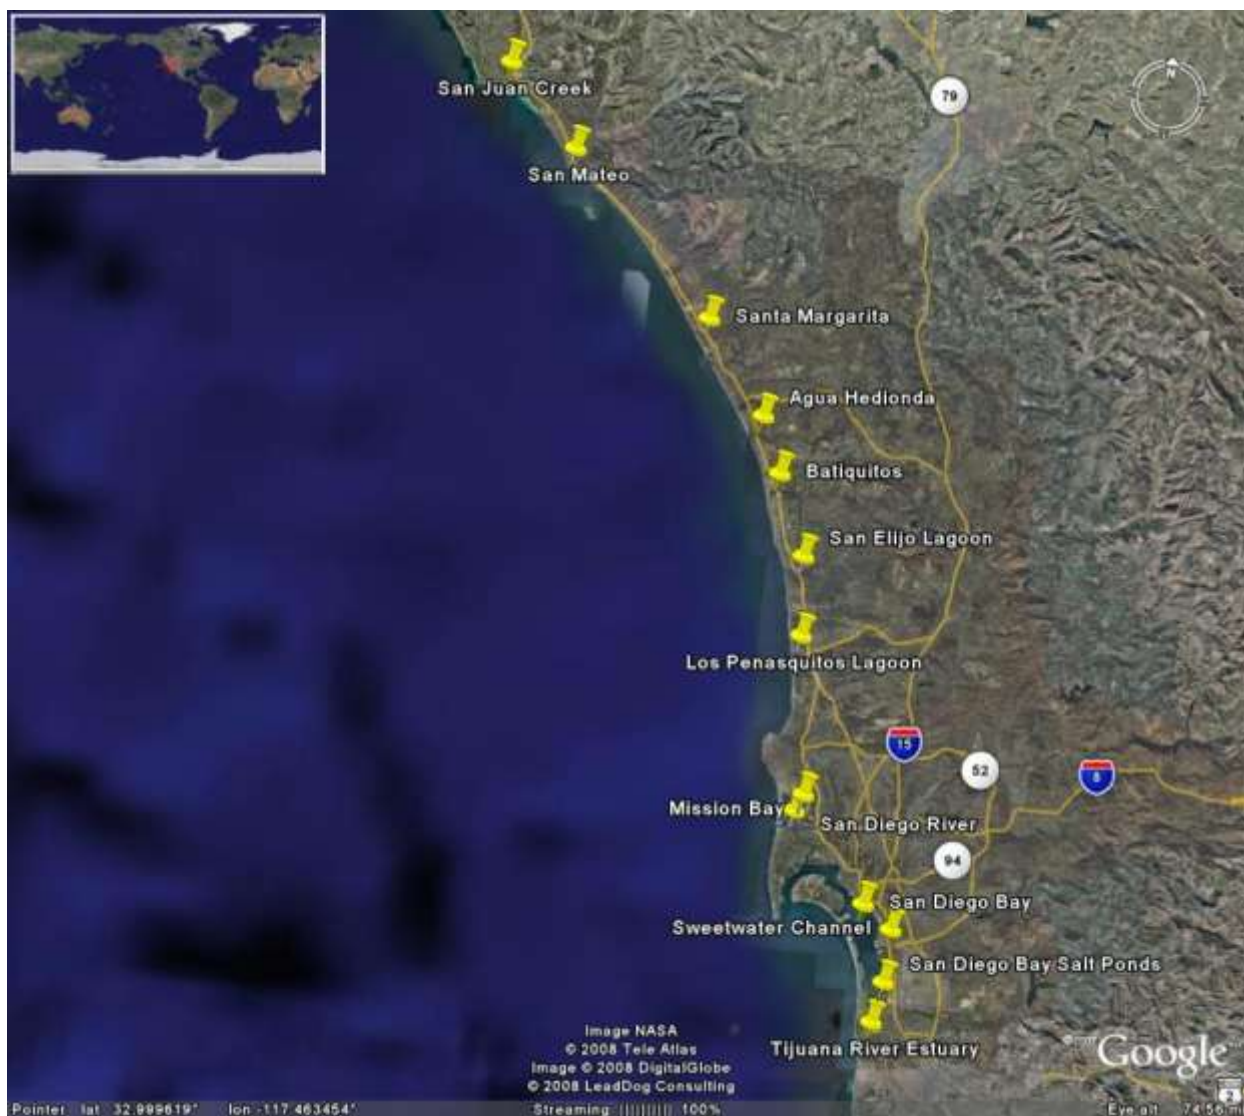 San Juan Creek
N
79
San Mateo
Santa Margarita
Agua Hedionda
Batiquitos
San Elijo Lagoon
Los Penasquitos Lagoon
15
52
8
Mission Bay
San Diego River
94
San Diego Bay
Sweetwater Channel
San Diego Bay Salt Ponds
Image NASA
© 2008 Tele Atlas
Image © 2008 DigitalGlobe
© 2008 LeadDog Consulting
Tijuana River Estuary
Google
2
Pointer lat 32.999619° lon -117.463454° Streaming |||||||||| 100% Eye alt 74.56 m